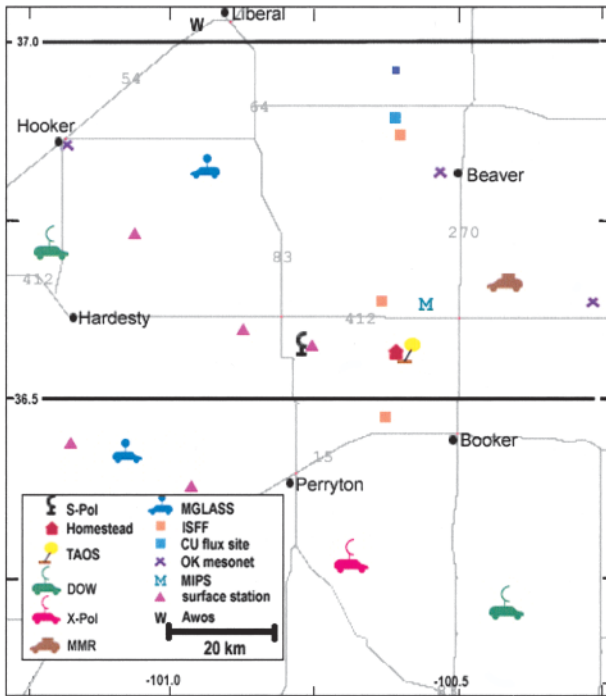 Liberal
W
37.0
54
64
Hooker
Beaver
270
83
412
M
Hardesty
412
36.5
Booker
15
Perryton
S-Pol
MGLASS
Homestead
ISFF
TAOS
CU flux site
OK mesonet
DOW
M MIPS
surface station
X-Pol
W Awos
MMR
20 km
-101.0
-100.5